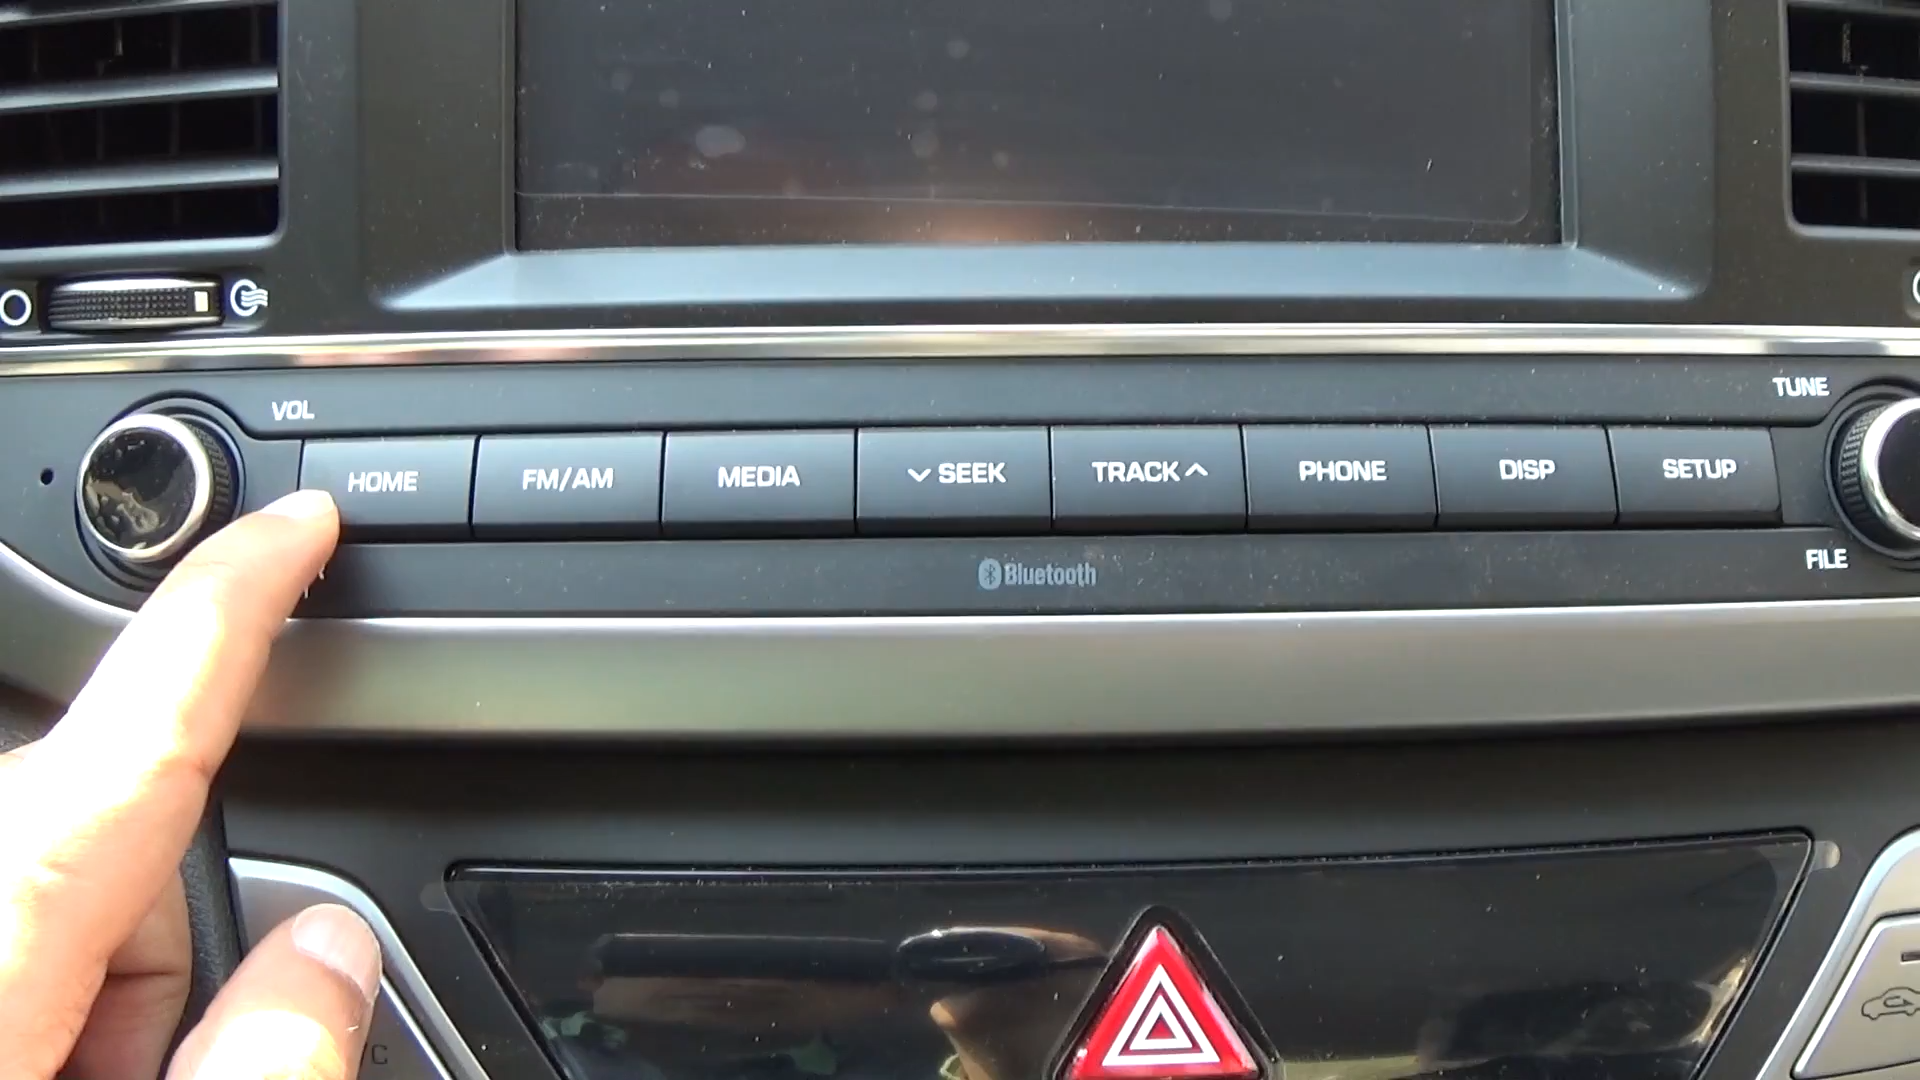 VOL
TUNE
HOME
FM/AM
MEDIA
SEEK
TRACK
PHONE
DISP
SETUP
Bluetooth
FILE